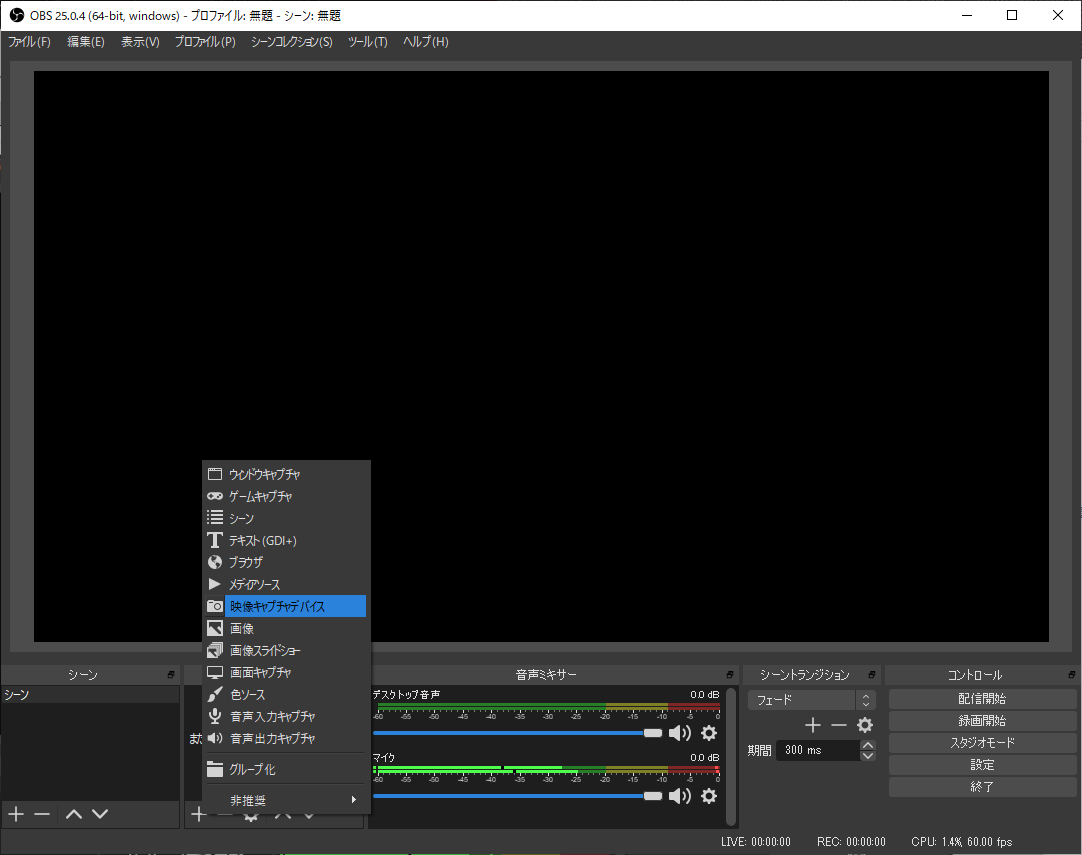 OBS 25.0.4 (64-bit, windows) - プロファイル: 無題 - シーン: 無題
ファイル(F) 編集(E) 表示(V) プロファイル(P) シーンコレクション(S) ツール(T) ヘルプ(H)
ウィンドウキャプチャ
ゲームキャプチャ
シーン
テキスト(GDI+)
ブラウザ
メディアソース
映像キャプチャデバイス
画像
画像スライドショー
画面キャプチャ
色ソース
音声入力キャプチャ
音声出力キャプチャ
グループ化
非推奨
シーン
シーン
また
音声ミキサー
デスクトップ音声 0.0 dB
-60 -55 -50 -45 -40 -35 -30 -25 -20 -15 -10 -5 0
マイク 0.0 dB
-60 -55 -50 -45 -40 -35 -30 -25 -20 -15 -10 -5 0
シーントランジション
フェード
期間 300 ms
コントロール
配信開始
録画開始
スタジオモード
設定
終了
LIVE: 00:00:00 REC: 00:00:00 CPU: 1.4%, 60.00 fps